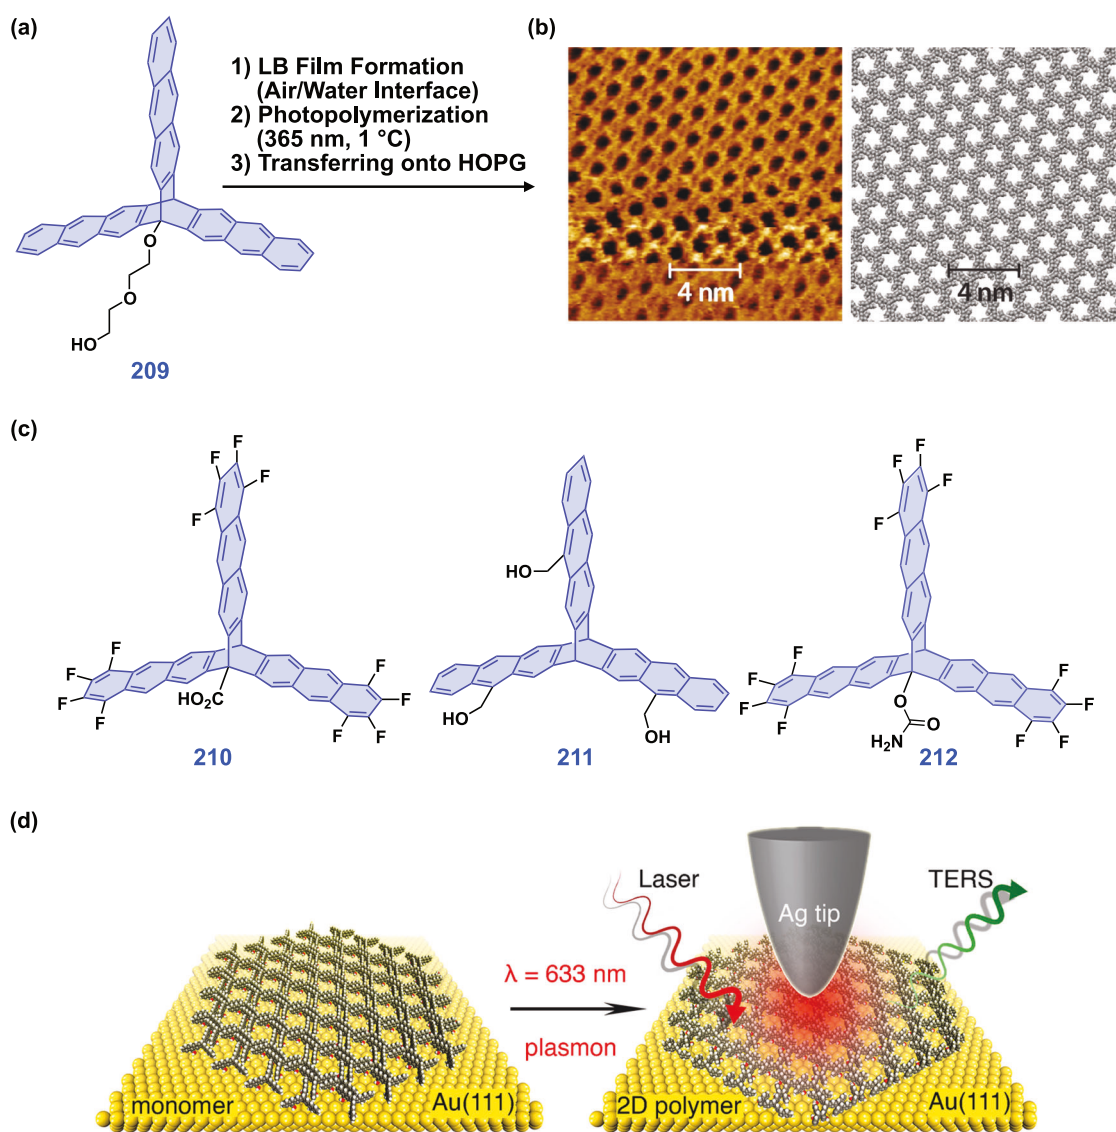 (a)
1) LB Film Formation
(Air/Water Interface)
2) Photopolymerization
(365 nm, 1 °C)
3) Transferring onto HOPG
O
O
HO
209
(b)
4 nm
4 nm
(c)
F
F
F
F
F
F
F
F
HO₂C
F
F
F
F
210
HO
HO
OH
211
F
F
F
F
F
F
F
F
O
O
H₂N
F
F
F
F
212
(d)
monomer
Au(111)
λ = 633 nm
plasmon
Laser
Ag tip
TERS
2D polymer
Au(111)